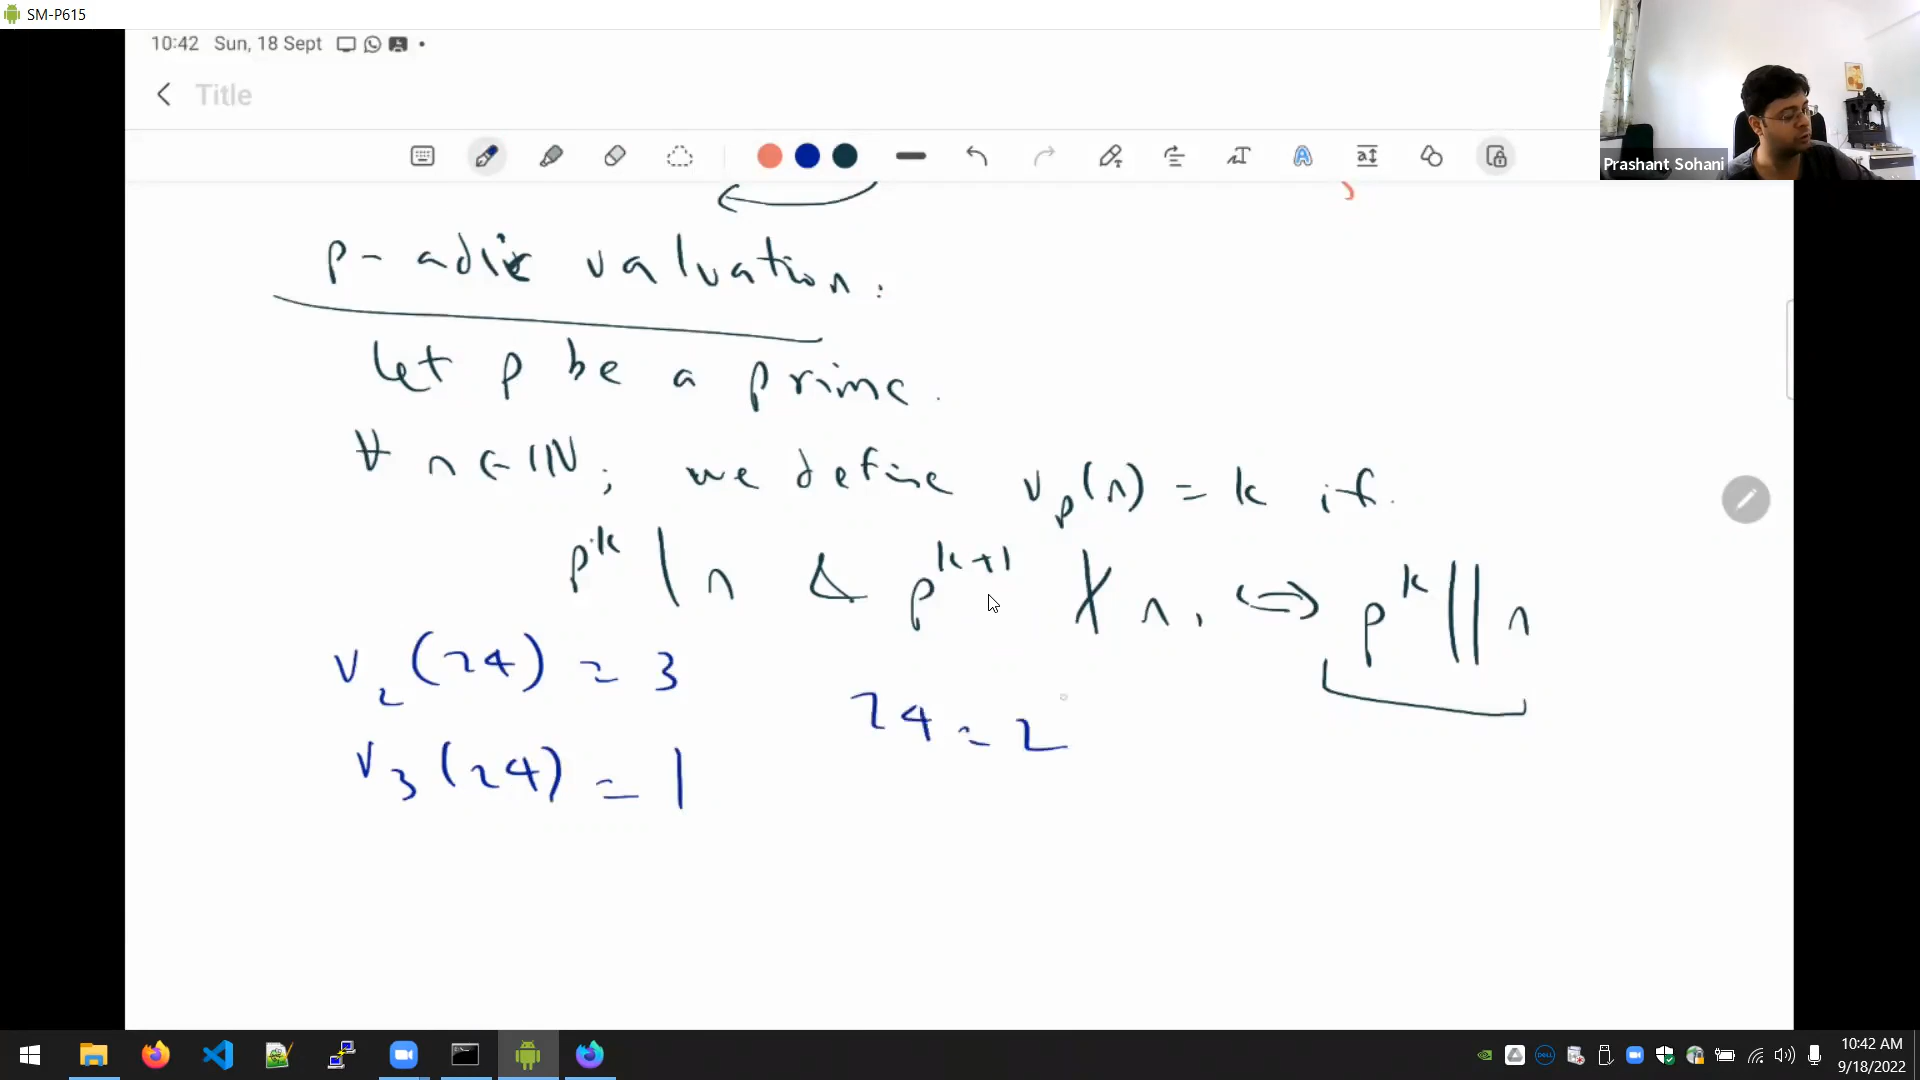 SM-P615
10:42 Sun, 18 Sept
Title
Prashant Sohani
p-adic valuation:
Let p be a prime.
∀ n ∈ ℕ; we define v_p(n) = k if.
p^k | n & p^{k+1} ∤ n, ⟺ p^k || n
v_2(24) = 3
24 = 2
v_3(24) = 1
10:42 AM
9/18/2022